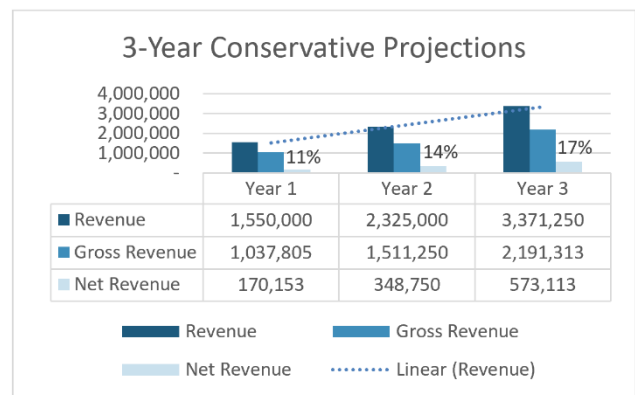 3-Year Conservative Projections
4,000,000
3,000,000
2,000,000
1,000,000
-
11% 14% 17%
Year 1 Year 2 Year 3
Revenue 1,550,000 2,325,000 3,371,250
Gross Revenue 1,037,805 1,511,250 2,191,313
Net Revenue 170,153 348,750 573,113
Revenue Gross Revenue
Net Revenue Linear (Revenue)